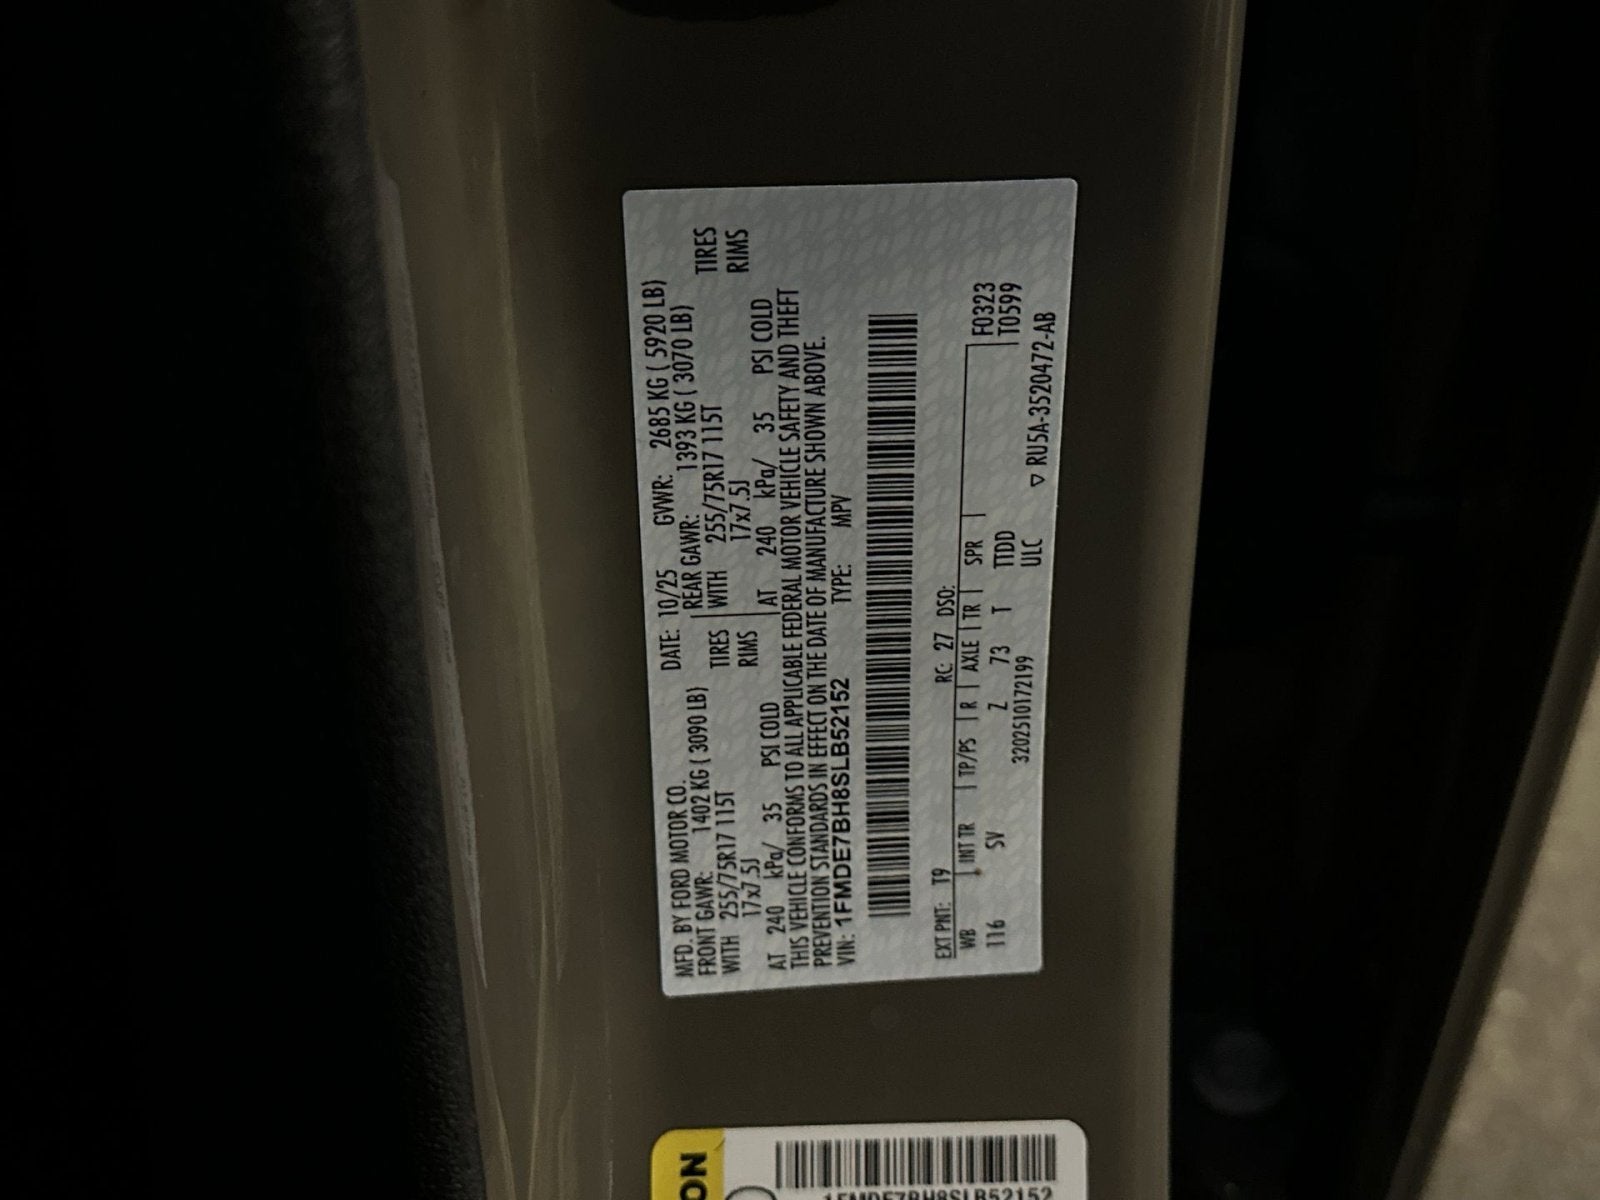 MFD. BY FORD MOTOR CO.
DATE: 10/25 GVWR: 2685 KG ( 5920 LB)
FRONT GAWR: 1402 KG ( 3090 LB) REAR GAWR: 1393 KG ( 3070 LB)
WITH 255/75R17 115T TIRES WITH 255/75R17 115T TIRES
17x7.5J RIMS 17x7.5J RIMS
AT 240 kPa/ 35 PSI COLD AT 240 kPa/ 35 PSI COLD
THIS VEHICLE CONFORMS TO ALL APPLICABLE FEDERAL MOTOR VEHICLE SAFETY AND THEFT
PREVENTION STANDARDS IN EFFECT ON THE DATE OF MANUFACTURE SHOWN ABOVE.
VIN: 1FMDE7BH8SLB52152 TYPE: MPV
EXT PNT: T9 RC: 27 DSO:
WB INT TR TP/PS R AXLE TR SPR F0323
116 SV Z 73 T TTDD T0599
3202510172199 ULC
▽ RU5A-3520472-AB
ON
1FMDE7BH8SLB52152